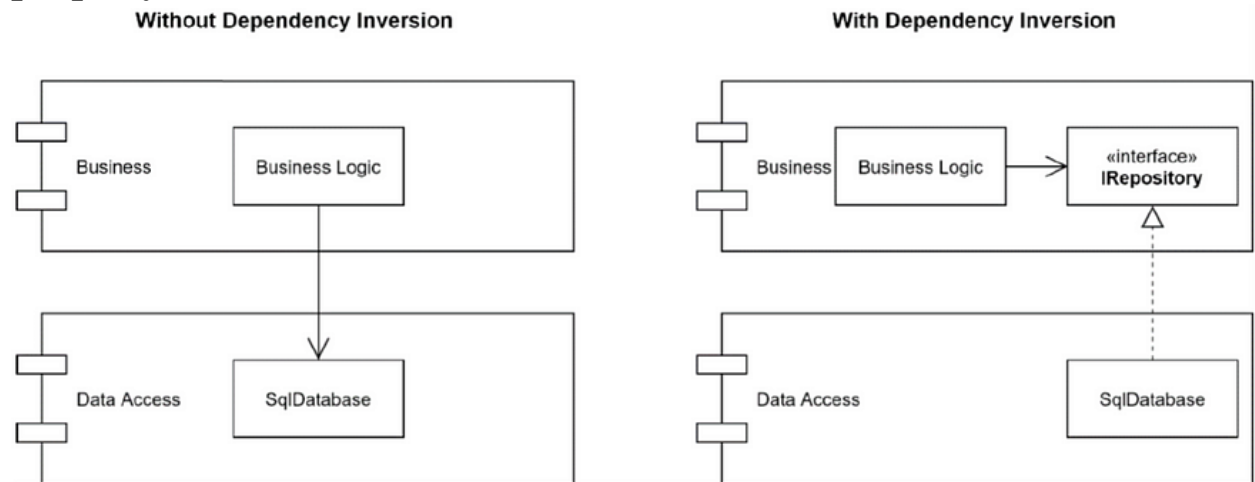 Without Dependency Inversion
Business
Business Logic
Data Access
SqlDatabase
With Dependency Inversion
Business
Business Logic
«interface»
IRepository
Data Access
SqlDatabase